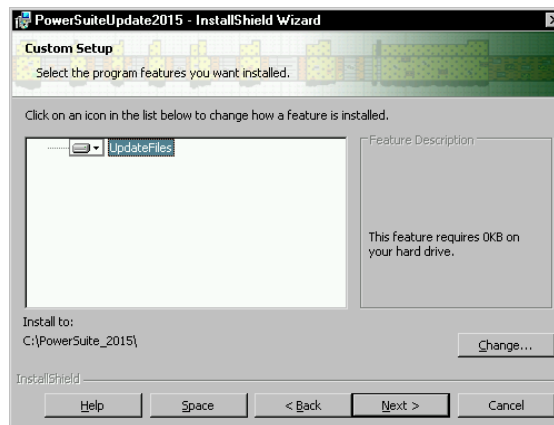 PowerSuiteUpdate2015 - InstallShield Wizard
Custom Setup
Select the program features you want installed.
Click on an icon in the list below to change how a feature is installed.
UpdateFiles
Feature Description
This feature requires 0KB on
your hard drive.
Install to:
C:\PowerSuite_2015\
Change...
InstallShield
Help
Space
< Back
Next >
Cancel